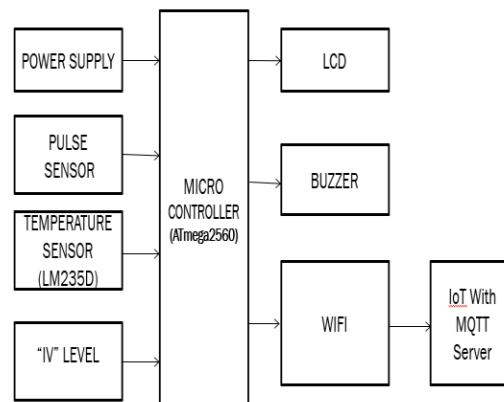 POWER SUPPLY
PULSE
SENSOR
TEMPERATURE
SENSOR
(LM235D)
“IV” LEVEL
MICRO
CONTROLLER
(ATmega2560)
LCD
BUZZER
WIFI
IoT With
MQTT
Server